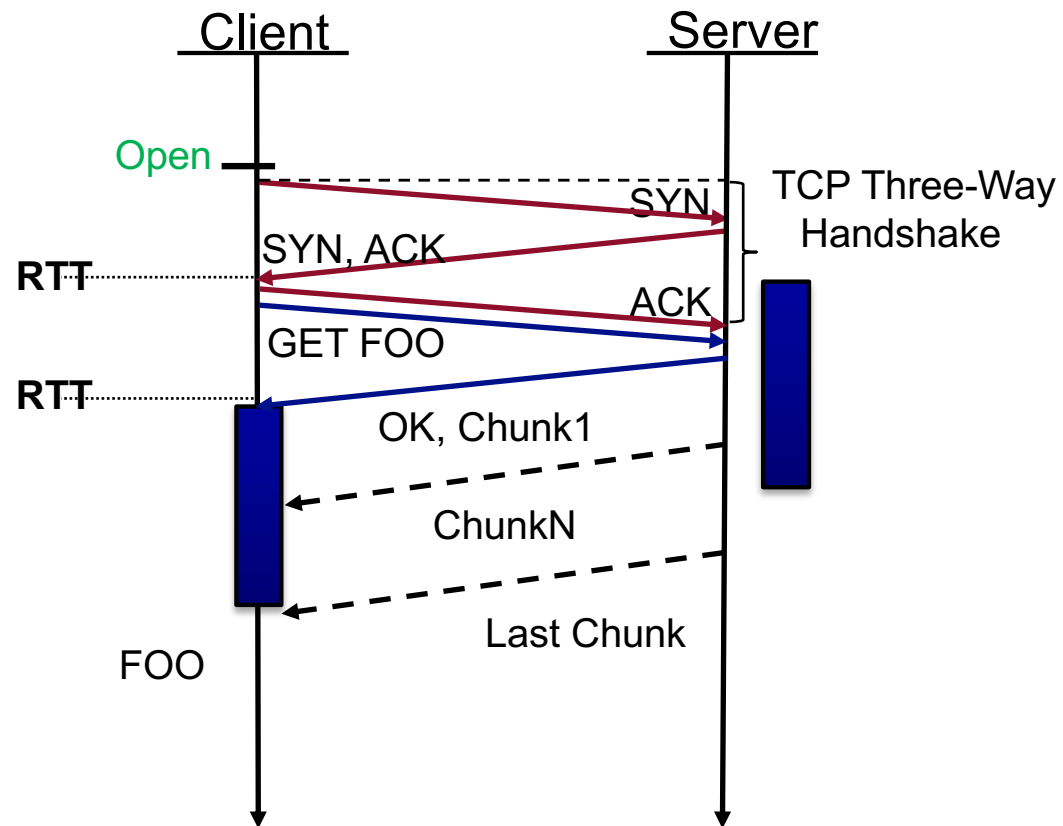 Client
Server
Open
TCP Three-Way
Handshake
SYN
SYN, ACK
RTT
ACK
GET FOO
RTT
OK, Chunk1
ChunkN
Last Chunk
FOO